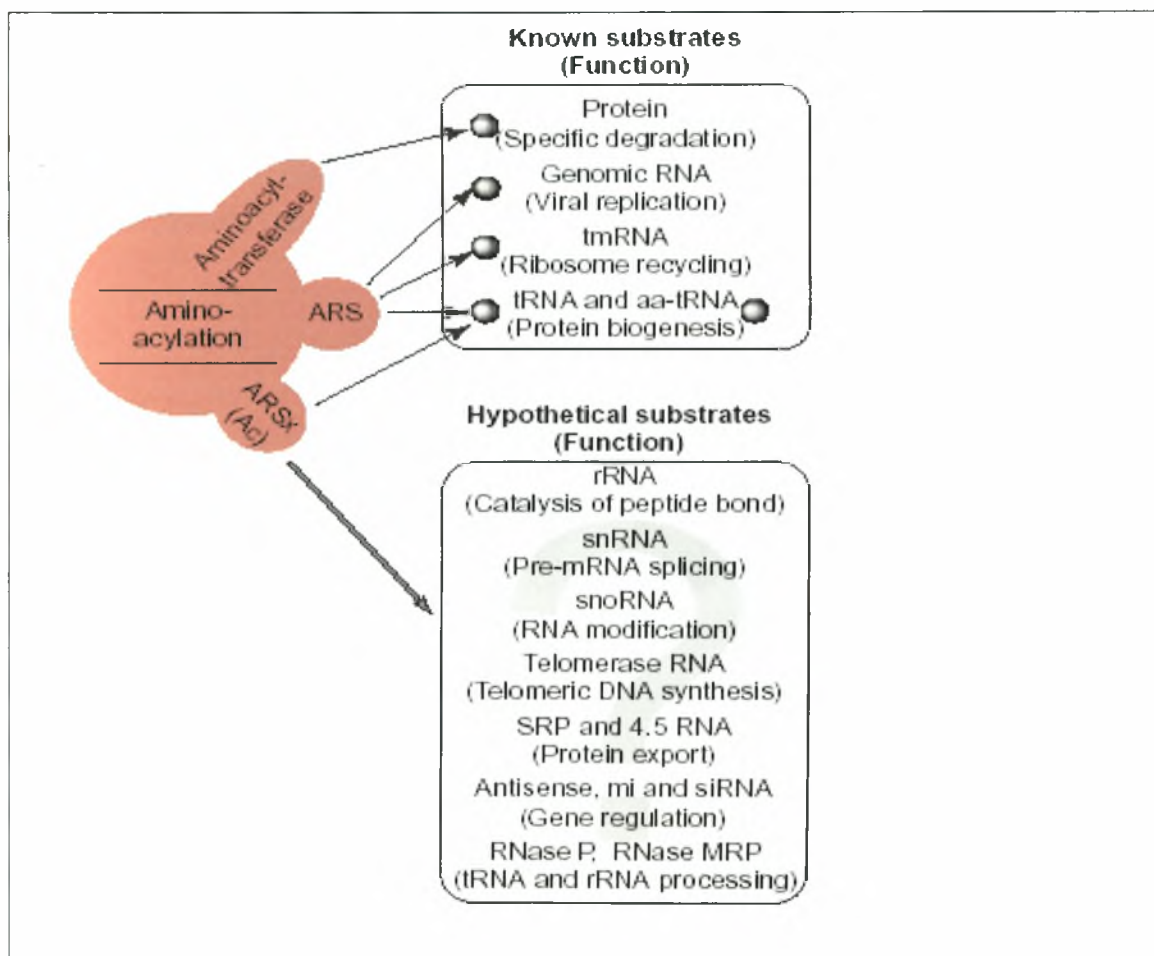 Known substrates
(Function)
Protein
(Specific degradation)
Genomic RNA
(Viral replication)
tmRNA
(Ribosome recycling)
tRNA and aa-tRNA
(Protein biogenesis)
Aminoacyl-
transferase
Amino-
acylation
ARS
ARSx
(Ac)
Hypothetical substrates
(Function)
rRNA
(Catalysis of peptide bond)
snRNA
(Pre-mRNA splicing)
snoRNA
(RNA modification)
Telomerase RNA
(Telomeric DNA synthesis)
SRP and 4.5 RNA
(Protein export)
Antisense, mi and siRNA
(Gene regulation)
RNase P, RNase MRP
(tRNA and rRNA processing)
?